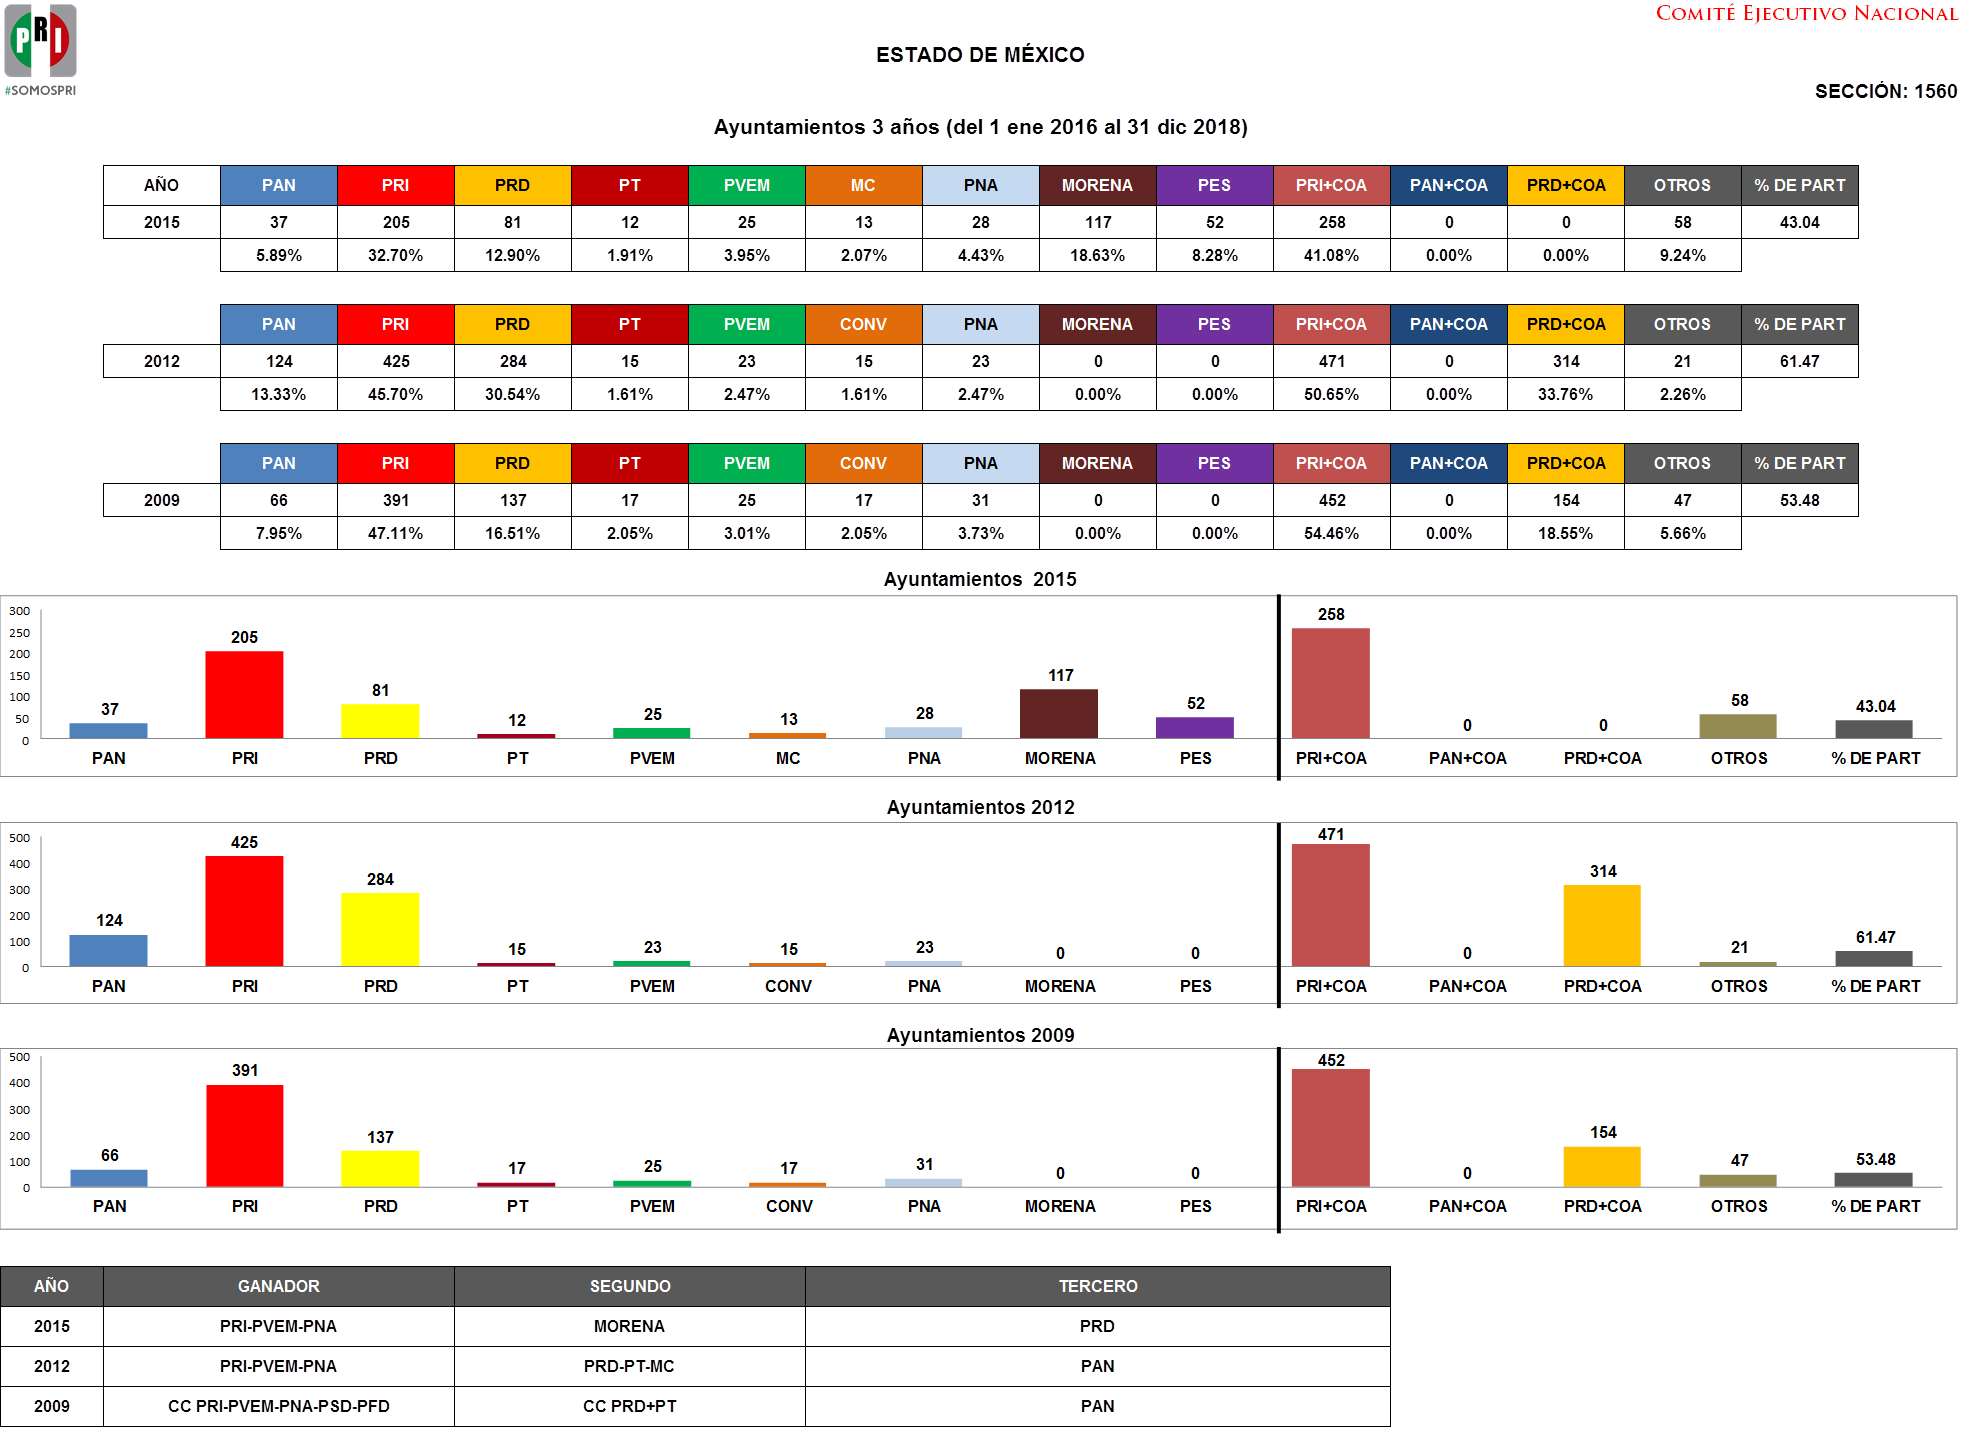 PRI
#SOMOSPRI
COMITÉ EJECUTIVO NACIONAL
ESTADO DE MÉXICO
SECCIÓN: 1560
Ayuntamientos 3 años (del 1 ene 2016 al 31 dic 2018)
AÑO PAN PRI PRD PT PVEM MC PNA MORENA PES PRI+COA PAN+COA PRD+COA OTROS % DE PART
2015 37 205 81 12 25 13 28 117 52 258 0 0 58 43.04
5.89% 32.70% 12.90% 1.91% 3.95% 2.07% 4.43% 18.63% 8.28% 41.08% 0.00% 0.00% 9.24%
PAN PRI PRD PT PVEM CONV PNA MORENA PES PRI+COA PAN+COA PRD+COA OTROS % DE PART
2012 124 425 284 15 23 15 23 0 0 471 0 314 21 61.47
13.33% 45.70% 30.54% 1.61% 2.47% 1.61% 2.47% 0.00% 0.00% 50.65% 0.00% 33.76% 2.26%
PAN PRI PRD PT PVEM CONV PNA MORENA PES PRI+COA PAN+COA PRD+COA OTROS % DE PART
2009 66 391 137 17 25 17 31 0 0 452 0 154 47 53.48
7.95% 47.11% 16.51% 2.05% 3.01% 2.05% 3.73% 0.00% 0.00% 54.46% 0.00% 18.55% 5.66%
Ayuntamientos 2015
300
250
200
150
100
50
0
37 205 81 12 25 13 28 117 52 258 0 0 58 43.04
PAN PRI PRD PT PVEM MC PNA MORENA PES PRI+COA PAN+COA PRD+COA OTROS % DE PART
Ayuntamientos 2012
500
400
300
200
100
0
124 425 284 15 23 15 23 0 0 471 0 314 21 61.47
PAN PRI PRD PT PVEM CONV PNA MORENA PES PRI+COA PAN+COA PRD+COA OTROS % DE PART
Ayuntamientos 2009
500
400
300
200
100
0
66 391 137 17 25 17 31 0 0 452 0 154 47 53.48
PAN PRI PRD PT PVEM CONV PNA MORENA PES PRI+COA PAN+COA PRD+COA OTROS % DE PART
AÑO GANADOR SEGUNDO TERCERO
2015 PRI-PVEM-PNA MORENA PRD
2012 PRI-PVEM-PNA PRD-PT-MC PAN
2009 CC PRI-PVEM-PNA-PSD-PFD CC PRD+PT PAN